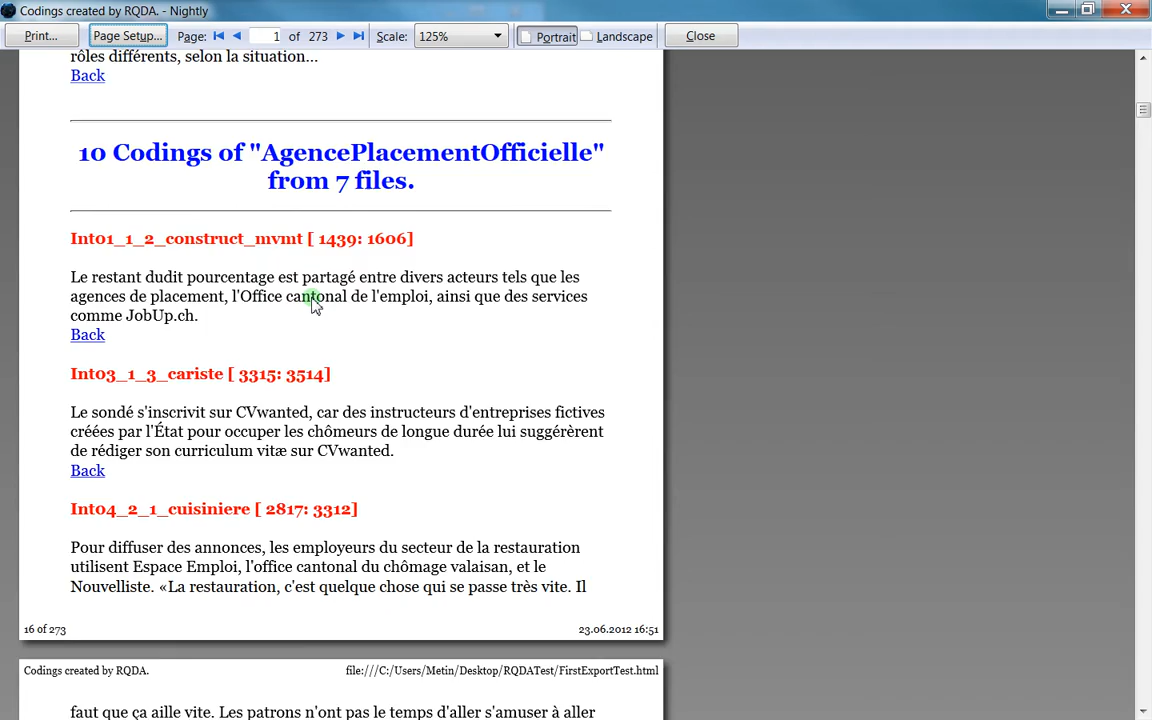 Codings created by RQDA. - Nightly
Print... Page Setup... Page: 1 of 273 Scale: 125% Portrait Landscape Close
rôles différents, selon la situation...
Back
10 Codings of "AgencePlacementOfficielle"
from 7 files.
Int01_1_2_construct_mvmt [ 1439: 1606]
Le restant dudit pourcentage est partagé entre divers acteurs tels que les
agences de placement, l'Office cantonal de l'emploi, ainsi que des services
comme JobUp.ch.
Back
Int03_1_3_cariste [ 3315: 3514]
Le sondé s'inscrivit sur CVwanted, car des instructeurs d'entreprises fictives
créées par l'État pour occuper les chômeurs de longue durée lui suggérèrent
de rédiger son curriculum vitæ sur CVwanted.
Back
Int04_2_1_cuisiniere [ 2817: 3312]
Pour diffuser des annonces, les employeurs du secteur de la restauration
utilisent Espace Emploi, l'office cantonal du chômage valaisan, et le
Nouvelliste. «La restauration, c'est quelque chose qui se passe très vite. Il
16 of 273 23.06.2012 16:51
Codings created by RQDA. file:///C:/Users/Metin/Desktop/RQDATest/FirstExportTest.html
faut que ça aille vite. Les patrons n'ont pas le temps d'aller s'amuser à aller